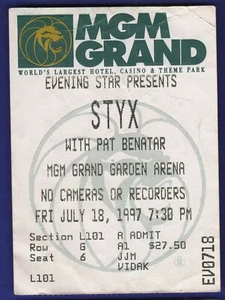 MGM
GRAND
WORLD'S LARGEST HOTEL, CASINO & THEME PARK
EVENING STAR PRESENTS
STYX
WITH PAT BENATAR
MGM GRAND GARDEN ARENA
NO CAMERAS OR RECORDERS
FRI JULY 18, 1997 7:30 PM
Section L101 A ADMIT
Row G A1 $27.50
Seat 6 JJM
VIDAK
L101
EV0718